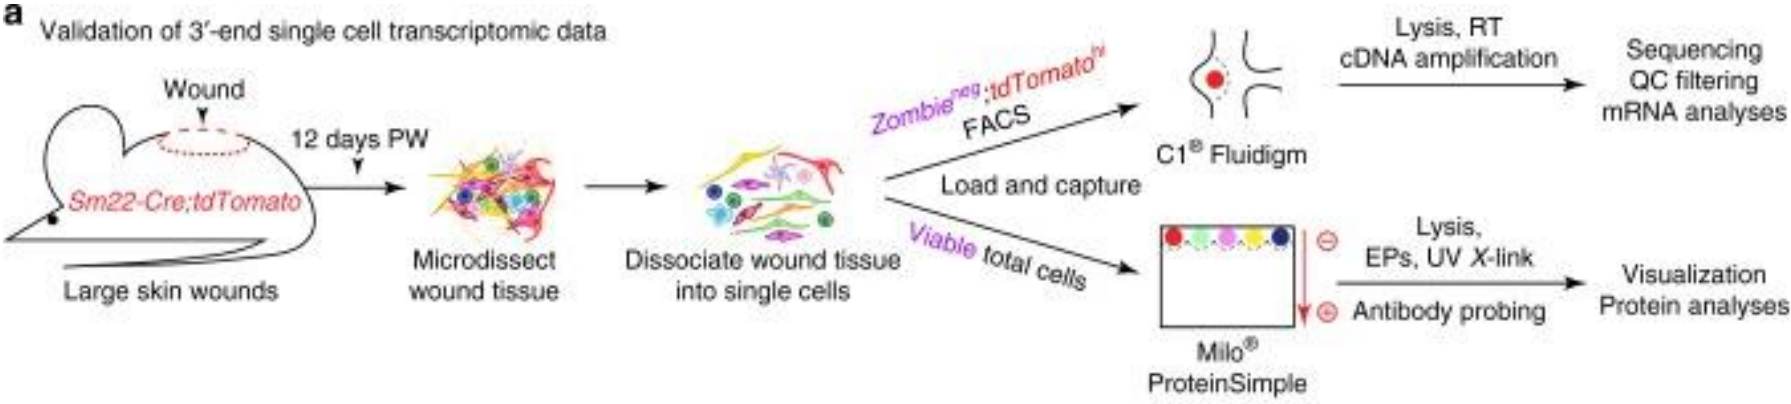 a
Validation of 3′-end single cell transcriptomic data
Wound
12 days PW
Sm22-Cre;tdTomato
Large skin wounds
Microdissect
wound tissue
Dissociate wound tissue
into single cells
Zombieneg;tdTomatohi
FACS
Load and capture
Viable total cells
C1® Fluidigm
Lysis, RT
cDNA amplification
Sequencing
QC filtering
mRNA analyses
Milo®
ProteinSimple
⊖
⊕
Lysis,
EPs, UV X-link
Antibody probing
Visualization
Protein analyses